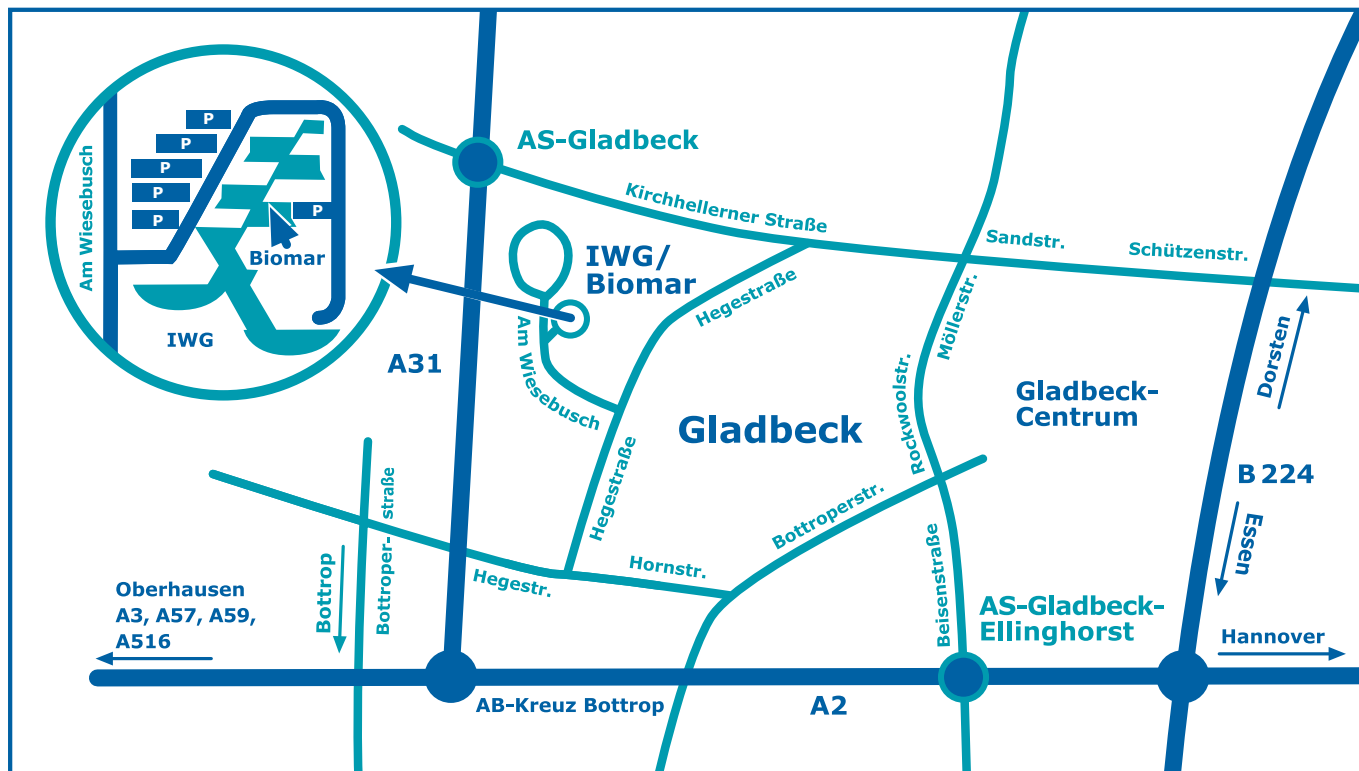 P
P
P
P
P
P
Am Wiesebusch
Biomar
IWG
AS-Gladbeck
Kirchhellerner Straße
Sandstr.
Schützenstr.
IWG/
Biomar
Hegestraße
Möllerstr.
Am Wiesebusch
A31
Rockwoolstr.
Gladbeck-
Centrum
Dorsten
Gladbeck
B 224
Hegestraße
Bottroperstr.
Essen
Bottroper-
straße
Bottrop
Hegestr.
Hornstr.
Beisenstraße
Oberhausen
A3, A57, A59,
A516
AS-Gladbeck-
Ellinghorst
Hannover
AB-Kreuz Bottrop
A2